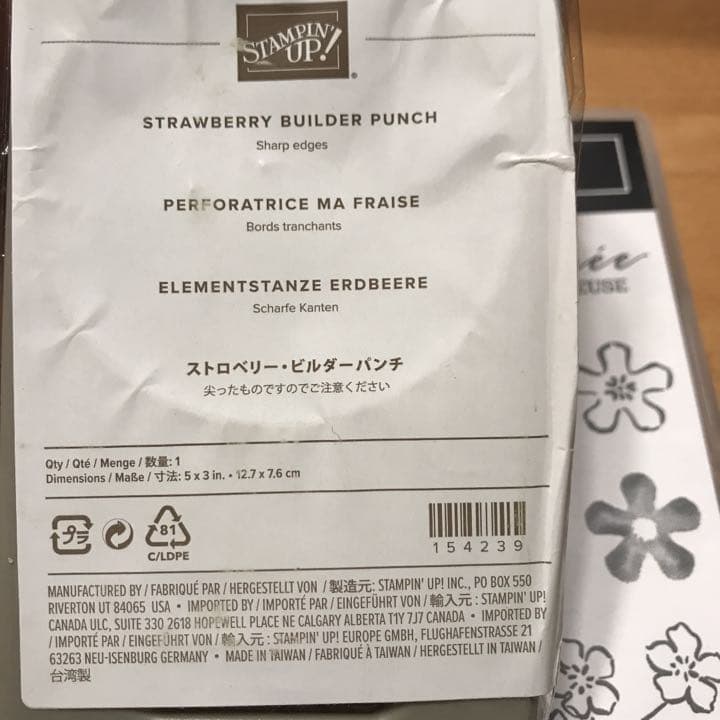 STAMPIN' UP!®
STRAWBERRY BUILDER PUNCH
Sharp edges
PERFORATRICE MA FRAISE
Bords tranchants
ELEMENTSTANZE ERDBEERE
Scharfe Kanten
ストロベリー・ビルダーパンチ
尖ったものですのでご注意ください
Qty / Qté / Menge / 数量: 1
Dimensions / Maße / 寸法: 5 x 3 in. • 12.7 x 7.6 cm
プラ
81
C/LDPE
154239
MANUFACTURED BY / FABRIQUÉ PAR / HERGESTELLT VON / 製造元: STAMPIN' UP! INC., PO BOX 550
RIVERTON UT 84065 USA • IMPORTED BY / IMPORTÉ PAR / EINGEFÜHRT VON / 輸入元 : STAMPIN' UP!
CANADA ULC, SUITE 330 2618 HOPEWELL PLACE NE CALGARY ALBERTA T1Y 7J7 CANADA • IMPORTED BY
/ IMPORTÉ PAR / EINGEFÜHRT VON / 輸入元 : STAMPIN' UP! EUROPE GMBH, FLUGHAFENSTRASSE 21
63263 NEU-ISENBURG GERMANY • MADE IN TAIWAN / FABRIQUÉ À TAIWAN / HERGESTELLT IN TAIWAN /
台湾製